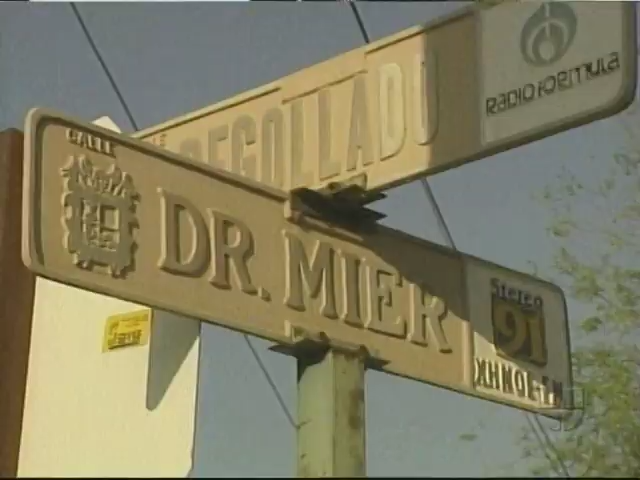 DEGOLLADO
RADIO FORMULA
CALLE
DR. MIER
Stereo
91
XHNOE-FM